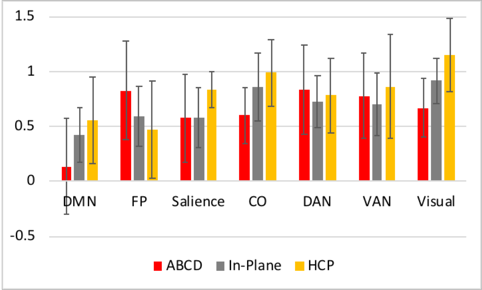 1.5
1
0.5
0
DMN FP Salience CO DAN VAN Visual
-0.5
ABCD In-Plane HCP